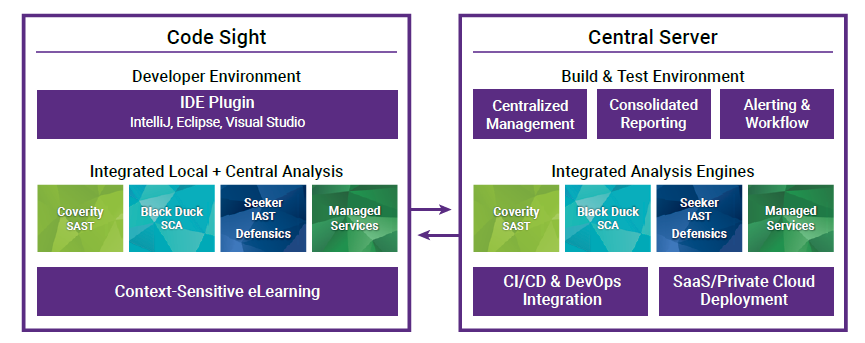 Code Sight
Developer Environment
IDE Plugin
IntelliJ, Eclipse, Visual Studio
Integrated Local + Central Analysis
Coverity
SAST
Black Duck
SCA
Seeker
IAST
Defensics
Managed
Services
Context-Sensitive eLearning
Central Server
Build & Test Environment
Centralized
Management
Consolidated
Reporting
Alerting &
Workflow
Integrated Analysis Engines
Coverity
SAST
Black Duck
SCA
Seeker
IAST
Defensics
Managed
Services
CI/CD & DevOps
Integration
SaaS/Private Cloud
Deployment